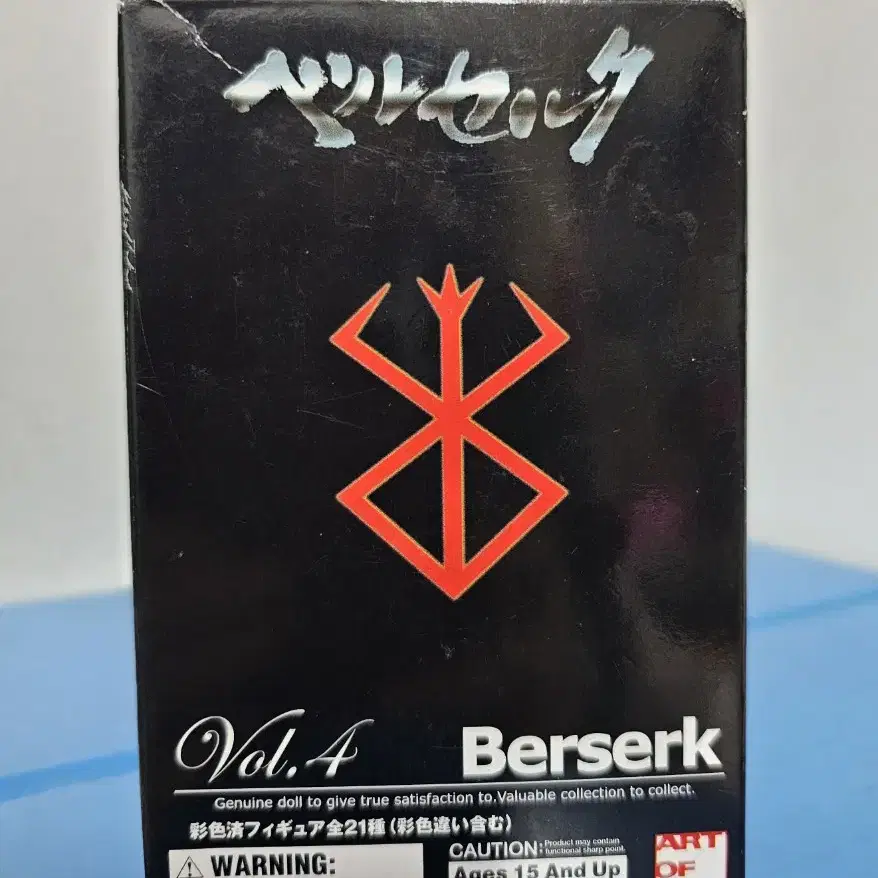 ベルセルク
Vol.4
Berserk
Genuine doll to give true satisfaction to.Valuable collection to collect.
彩色済フィギュア全21種(彩色違い含む)
WARNING:
CAUTION:
Product may contain
functional sharp point.
Ages 15 And Up
ART
OF